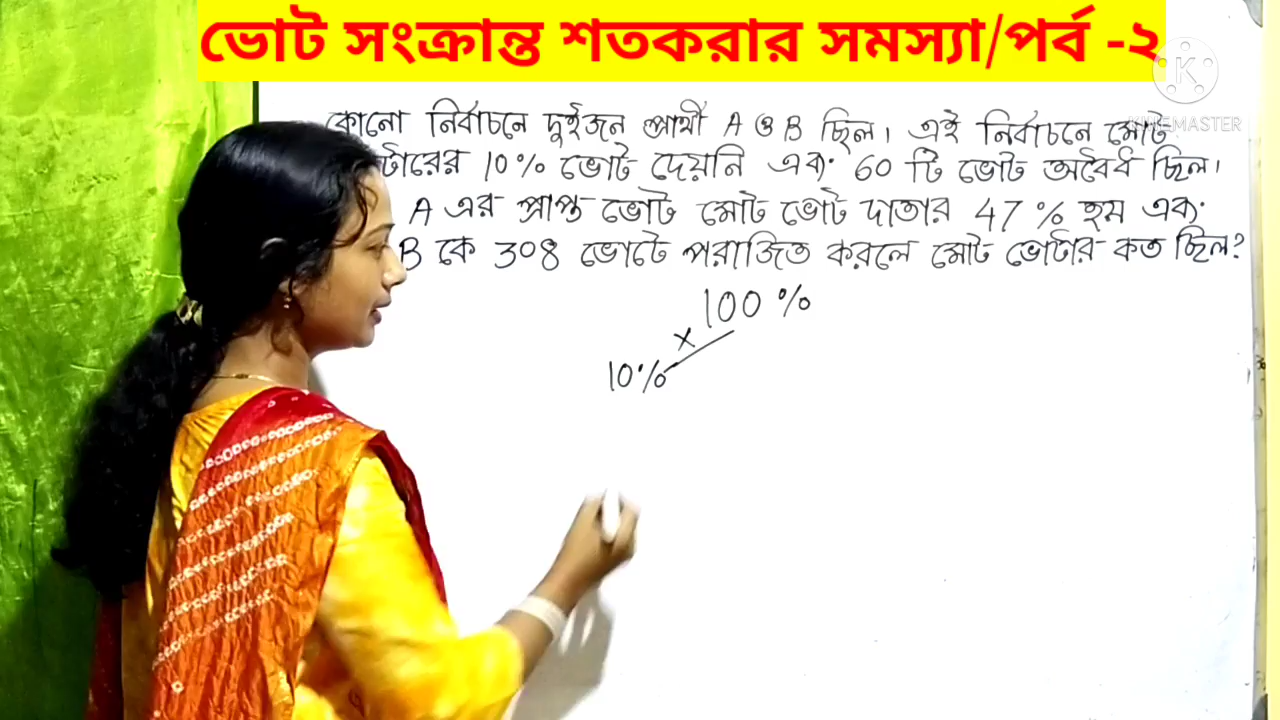 ভোট সংক্রান্ত শতকরার সমস্যা/পর্ব -২
K
KINEMASTER
কোনো নির্বাচনে দুইজন প্রার্থী A ও B ছিল। এই নির্বাচনে মোট
টারের 10% ভোট দেয়নি এবং 60 টি ভোট অবৈধ ছিল।
A এর প্রাপ্ত ভোট মোট ভোট দাতার 47 % হয় এবং
B কে 308 ভোটে পরাজিত করলে মোট ভোটার কত ছিল?
100 %
×
10%